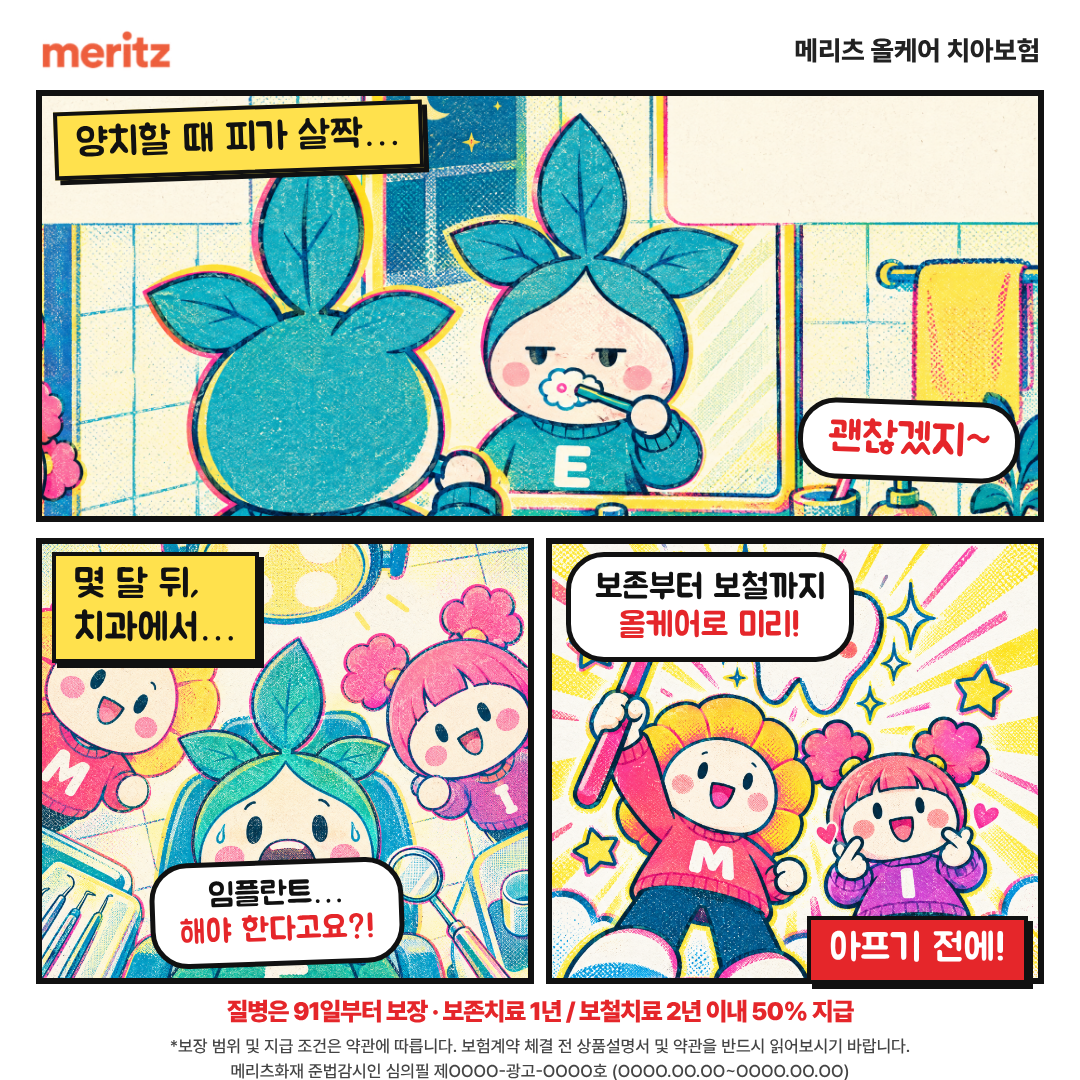 meritz
메리츠 올케어 치아보험
양치할 때 피가 살짝...
E
괜찮겠지~
몇 달 뒤,
치과에서...
M
I
임플란트...
해야 한다고요?!
보존부터 보철까지
올케어로 미리!
M
I
아프기 전에!
질병은 91일부터 보장 · 보존치료 1년 / 보철치료 2년 이내 50% 지급
*보장 범위 및 지급 조건은 약관에 따릅니다. 보험계약 체결 전 상품설명서 및 약관을 반드시 읽어보시기 바랍니다.
메리츠화재 준법감시인 심의필 제OOOO-광고-OOOO호 (OOOO.OO.OO~OOOO.OO.OO)